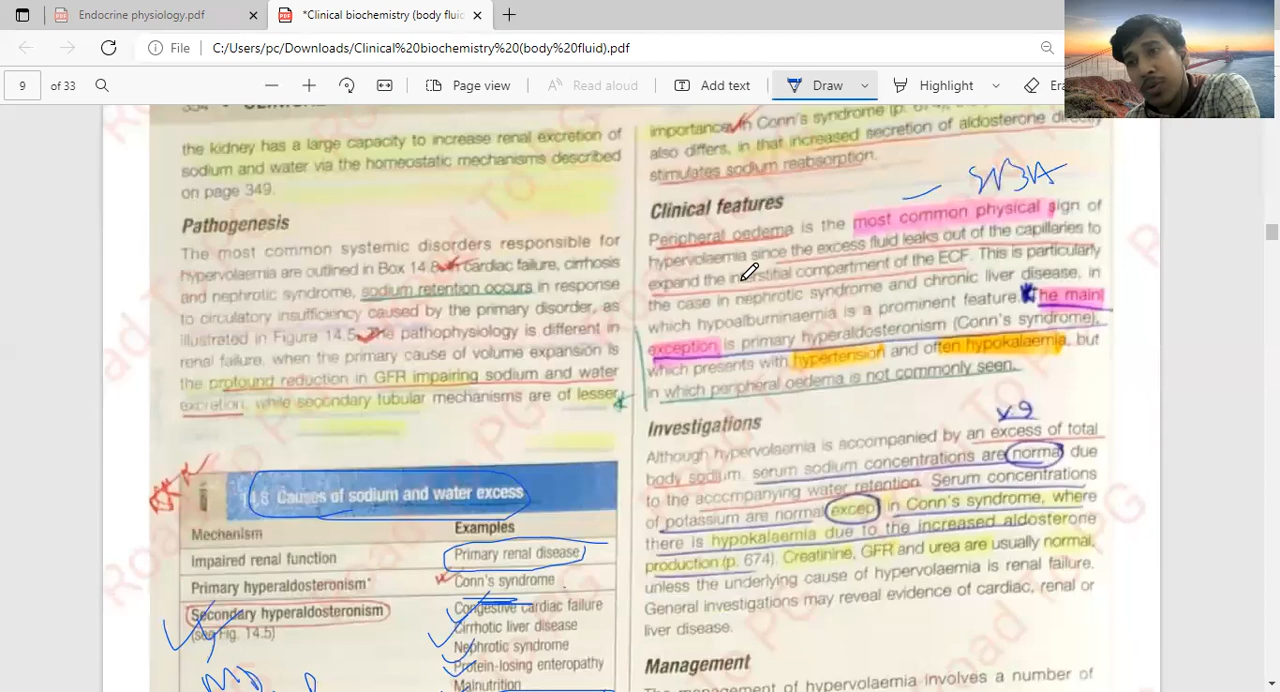 Endocrine physiology.pdf
*Clinical biochemistry (body fluid
File
C:/Users/pc/Downloads/Clinical%20biochemistry%20(body%20fluid).pdf
9 of 33
Page view
Read aloud
Add text
Draw
Highlight
the kidney has a large capacity to increase renal excretion of
sodium and water via the homeostatic mechanisms described
on page 349.
Pathogenesis
The most common systemic disorders responsible for
hypervolaemia are outlined in Box 14.8. In cardiac failure, cirrhosis
and nephrotic syndrome, sodium retention occurs in response
to circulatory insufficiency caused by the primary disorder, as
illustrated in Figure 14.5. The pathophysiology is different in
renal failure, when the primary cause of volume expansion is
the profound reduction in GFR impairing sodium and water
excretion, while secondary tubular mechanisms are of lesser
14.8 Causes of sodium and water excess
Mechanism Examples
Impaired renal function Primary renal disease
Primary hyperaldosteronism* Conn's syndrome
Secondary hyperaldosteronism Congestive cardiac failure
(see Fig. 14.5) Cirrhotic liver disease
Nephrotic syndrome
Protein-losing enteropathy
Malnutrition
importance. In Conn's syndrome (p.
also differs, in that increased secretion of aldosterone directly
stimulates sodium reabsorption.
Clinical features
Peripheral oedema is the most common physical sign of
hypervolaemia since the excess fluid leaks out of the capillaries to
expand the interstitial compartment of the ECF. This is particularly
the case in nephrotic syndrome and chronic liver disease, in
which hypoalbuminaemia is a prominent feature. The main
exception is primary hyperaldosteronism (Conn's syndrome),
which presents with hypertension and often hypokalaemia, but
in which peripheral oedema is not commonly seen.
Investigations
Although hypervolaemia is accompanied by an excess of total
body sodium, serum sodium concentrations are normal due
to the accompanying water retention. Serum concentrations
of potassium are normal except in Conn's syndrome, where
there is hypokalaemia due to the increased aldosterone
production (p. 674). Creatinine, GFR and urea are usually normal,
unless the underlying cause of hypervolaemia is renal failure.
General investigations may reveal evidence of cardiac, renal or
liver disease.
Management
The management of hypervolaemia involves a number of
Road To PG